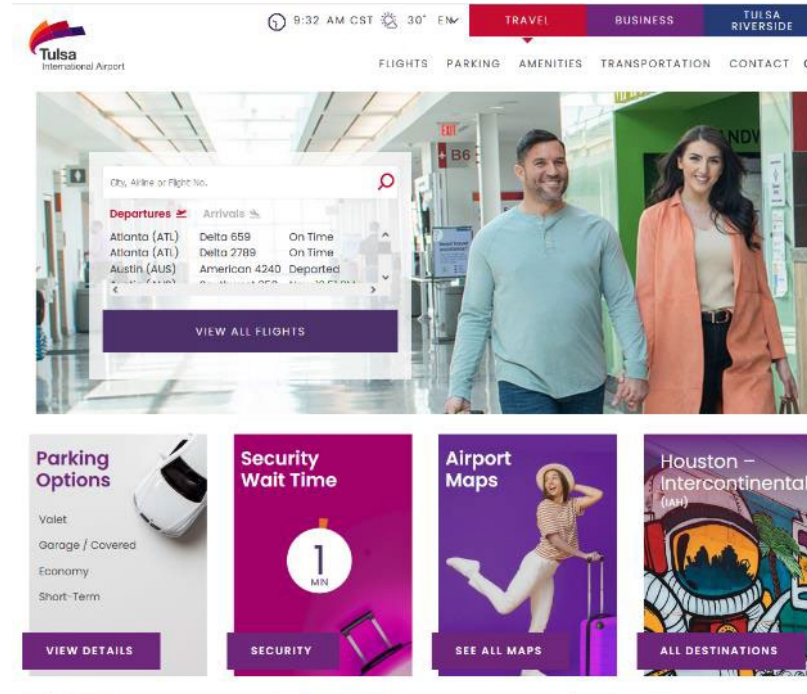 9:32 AM CST 30° EN TRAVEL BUSINESS TULSA RIVERSIDE
Tulsa
International Airport
FLIGHTS PARKING AMENITIES TRANSPORTATION CONTACT
EXIT
B6
City, Airline or Flight No.
Departures Arrivals
Atlanta (ATL) Delta 659 On Time
Atlanta (ATL) Delta 2789 On Time
Austin (AUS) American 4240 Departed
VIEW ALL FLIGHTS
Parking
Options
Valet
Garage / Covered
Economy
Short-Term
VIEW DETAILS
Security
Wait Time
1
MIN
SECURITY
Airport
Maps
SEE ALL MAPS
Houston –
Intercontinental
(IAH)
ALL DESTINATIONS